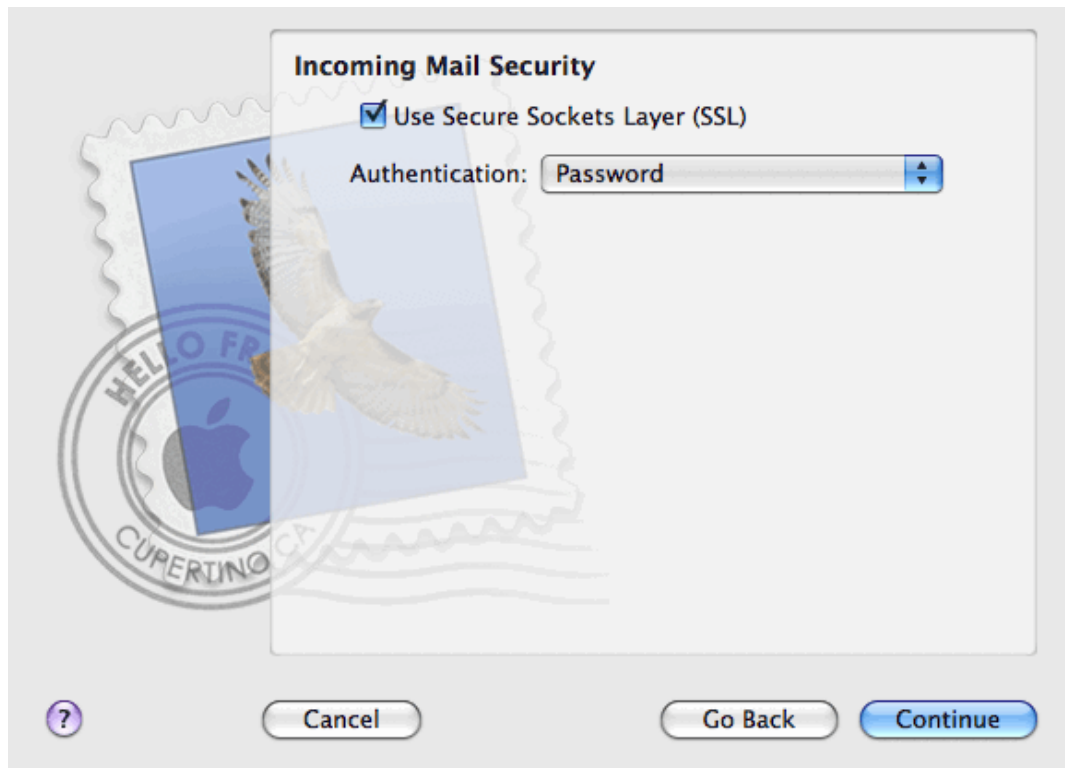 Incoming Mail Security
Use Secure Sockets Layer (SSL)
Authentication: Password
HELLO FR
CUPERTINO CA
? Cancel Go Back Continue